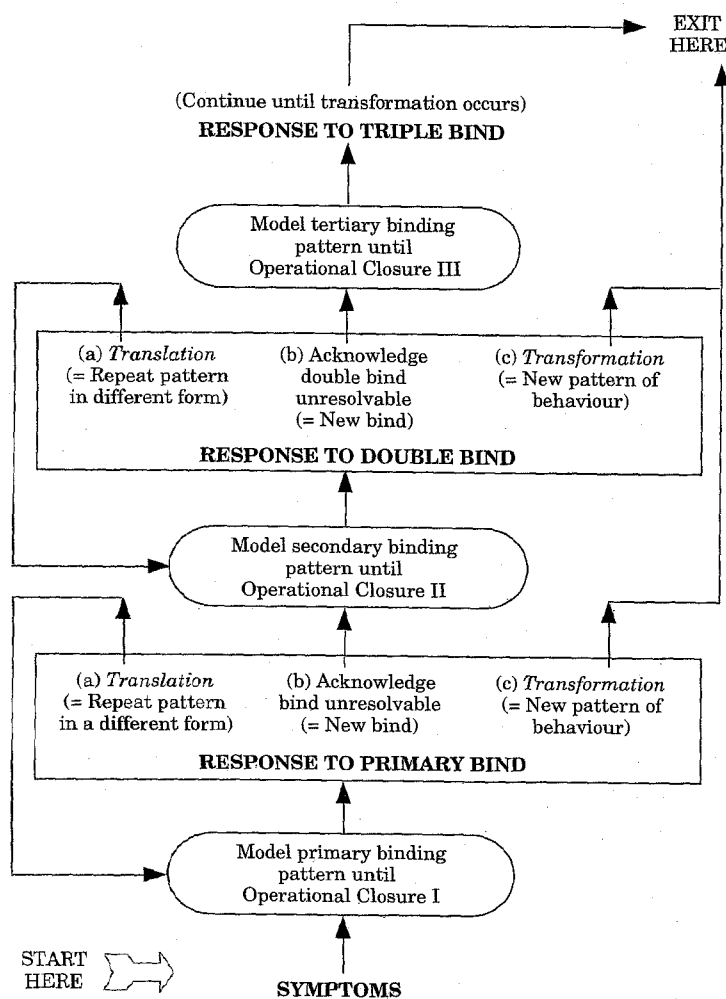 EXIT
HERE
(Continue until transformation occurs)
RESPONSE TO TRIPLE BIND
Model tertiary binding
pattern until
Operational Closure III
(a) Translation
(= Repeat pattern
in different form)
(b) Acknowledge
double bind
unresolvable
(= New bind)
(c) Transformation
(= New pattern of
behaviour)
RESPONSE TO DOUBLE BIND
Model secondary binding
pattern until
Operational Closure II
(a) Translation
(= Repeat pattern
in a different form)
(b) Acknowledge
bind unresolvable
(= New bind)
(c) Transformation
(= New pattern of
behaviour)
RESPONSE TO PRIMARY BIND
Model primary binding
pattern until
Operational Closure I
START
HERE
SYMPTOMS